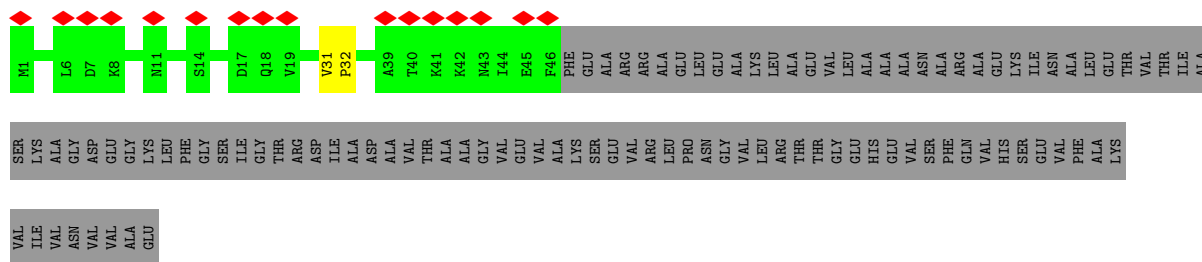 M1 L6 D7 K8 N11 S14 D17 Q18 V19 V31 P32 A39 T40 K41 K42 N43 I44 E45 F46 PHE GLU ALA ARG ARG ALA GLU LEU GLU ALA LYS LEU ALA GLU VAL LEU ALA ALA ALA ASN ALA ARG ALA GLU LYS ILE ASN ALA LEU GLU THR VAL THR ILE ALA
SER LYS ALA GLY ASP GLU GLY LYS LEU PHE GLY SER ILE GLY THR ARG ASP ILE ALA ASP ALA VAL THR ALA ALA GLY VAL GLU VAL ALA LYS SER GLU VAL ARG LEU PRO ASN GLY VAL LEU ARG THR THR GLY GLU HIS GLU VAL SER PHE GLN VAL HIS SER GLU VAL PHE ALA LYS
VAL ILE VAL ASN VAL VAL ALA GLU